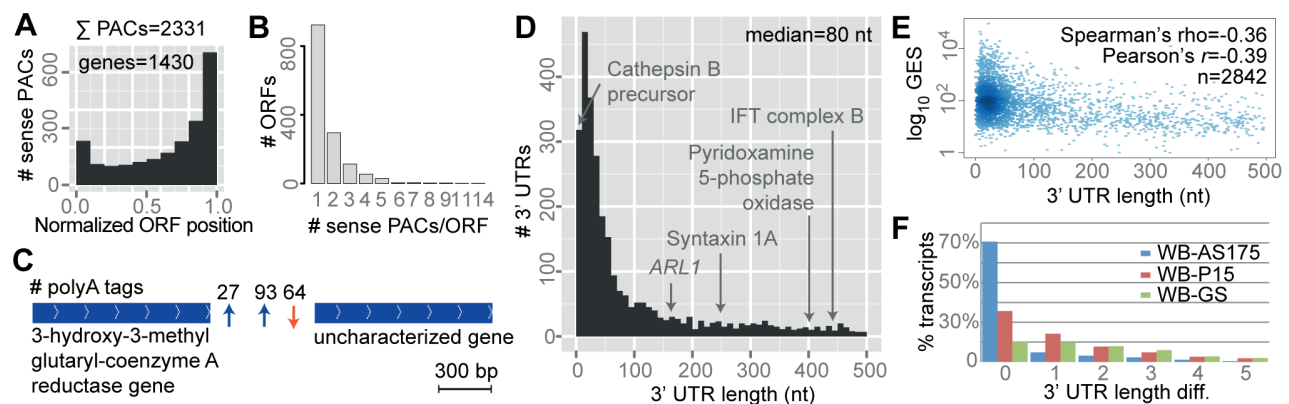 A
∑ PACs=2331
genes=1430
# sense PACs
600
300
0
0.0 0.5 1.0
Normalized ORF position
B
# ORFs
800
400
0
1 2 3 4 5 6 7 8 9 11 14
# sense PACs/ORF
C
# polyA tags
27 93 64
3-hydroxy-3-methyl
glutaryl-coenzyme A
reductase gene
uncharacterized gene
300 bp
D
median=80 nt
Cathepsin B
precursor
IFT complex B
Pyridoxamine
5-phosphate
oxidase
Syntaxin 1A
ARL1
# 3' UTRs
400
300
200
100
0
0 100 200 300 400 500
3' UTR length (nt)
E
Spearman's rho=-0.36
Pearson's r=-0.39
n=2842
log10 GES
10^4
10^2
1
0 100 200 300 400 500
3' UTR length (nt)
F
WB-AS175
WB-P15
WB-GS
% transcripts
70%
50%
30%
0
0 1 2 3 4 5
3' UTR length diff.